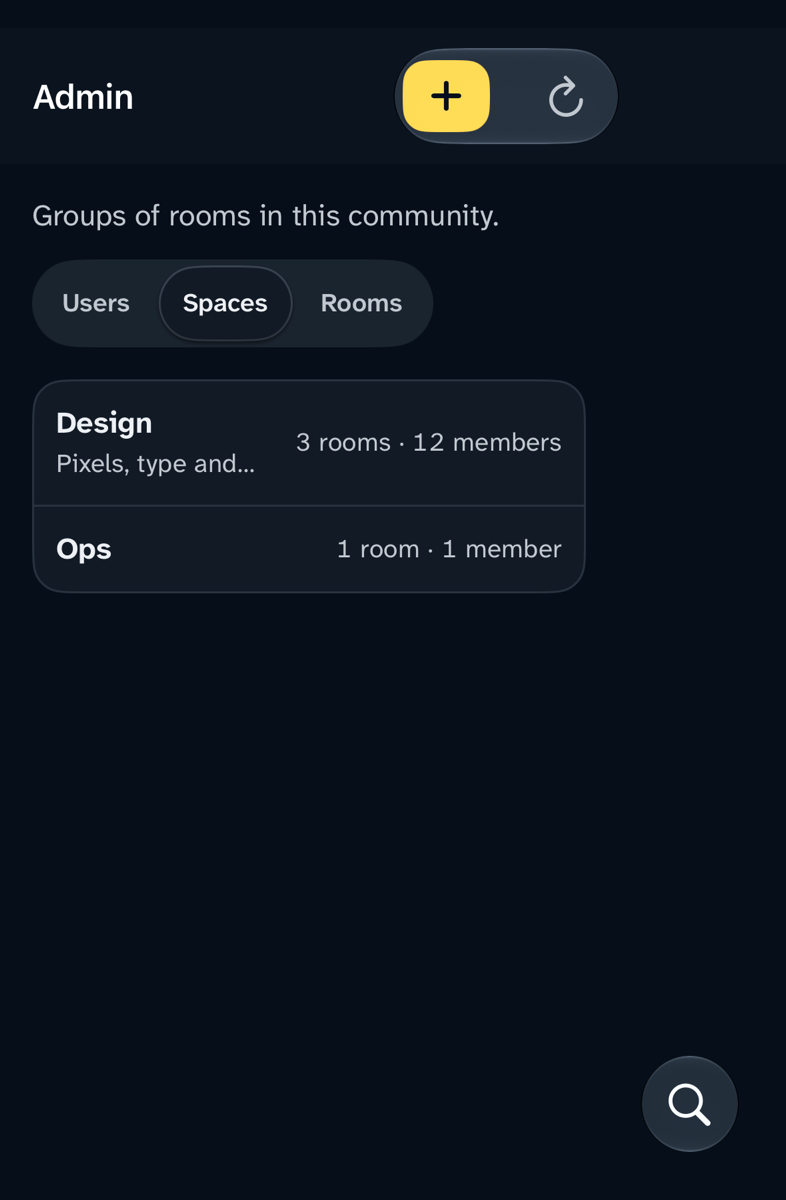 Admin
Groups of rooms in this community.
Users Spaces Rooms
Design
Pixels, type and...
3 rooms · 12 members
Ops
1 room · 1 member